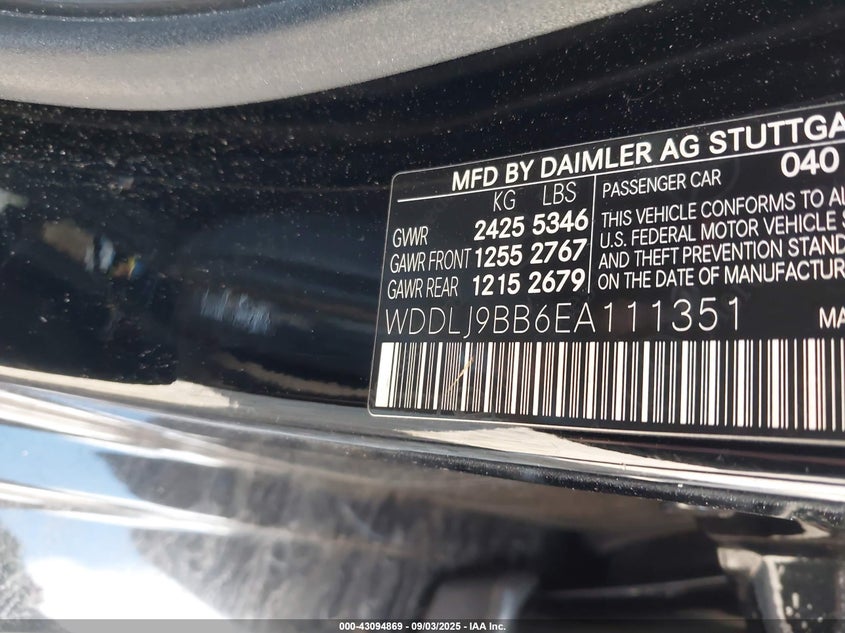 MFD BY DAIMLER AG STUTTGA
040
KG LBS
GVWR 2425 5346
GAWR FRONT 1255 2767
GAWR REAR 1215 2679
PASSENGER CAR
THIS VEHICLE CONFORMS TO
U.S. FEDERAL MOTOR VEHICLE
AND THEFT PREVENTION STAND
ON THE DATE OF MANUFACTUR
WDDLJ9BB6EA111351
MA
000-43094869 - 09/03/2025 - IAA Inc.